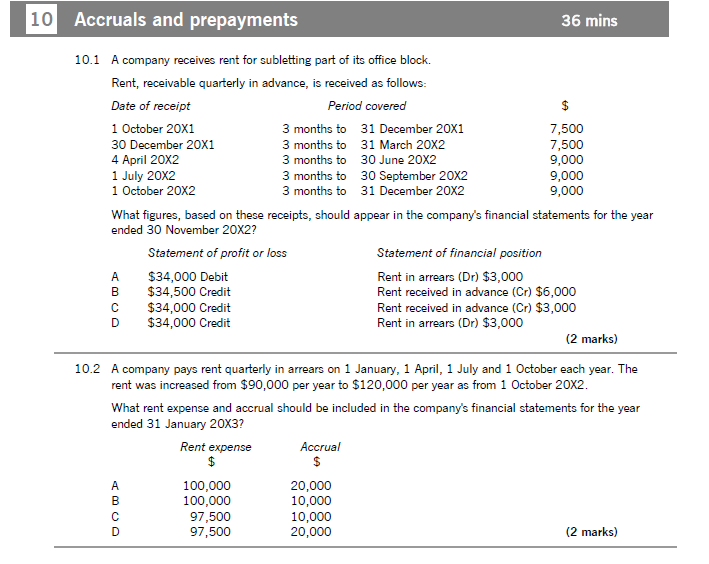 10 Accruals and prepayments 36 mins
10.1 A company receives rent for subletting part of its office block.
Rent, receivable quarterly in advance, is received as follows:
Date of receipt Period covered $
1 October 20X1 3 months to 31 December 20X1 7,500
30 December 20X1 3 months to 31 March 20X2 7,500
4 April 20X2 3 months to 30 June 20X2 9,000
1 July 20X2 3 months to 30 September 20X2 9,000
1 October 20X2 3 months to 31 December 20X2 9,000
What figures, based on these receipts, should appear in the company's financial statements for the year
ended 30 November 20X2?
Statement of profit or loss Statement of financial position
A $34,000 Debit Rent in arrears (Dr) $3,000
B $34,500 Credit Rent received in advance (Cr) $6,000
C $34,000 Credit Rent received in advance (Cr) $3,000
D $34,000 Credit Rent in arrears (Dr) $3,000
(2 marks)
10.2 A company pays rent quarterly in arrears on 1 January, 1 April, 1 July and 1 October each year. The
rent was increased from $90,000 per year to $120,000 per year as from 1 October 20X2.
What rent expense and accrual should be included in the company's financial statements for the year
ended 31 January 20X3?
Rent expense Accrual
$ $
A 100,000 20,000
B 100,000 10,000
C 97,500 10,000
D 97,500 20,000
(2 marks)